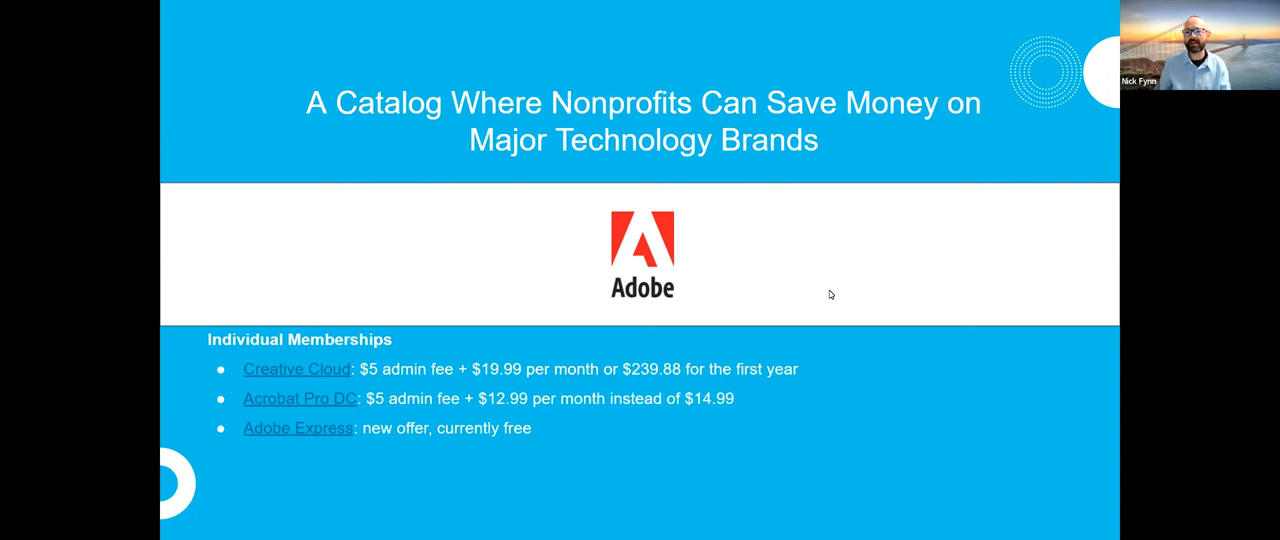 A Catalog Where Nonprofits Can Save Money on
Major Technology Brands
Nick Fynn
Adobe
Individual Memberships
● Creative Cloud: $5 admin fee + $19.99 per month or $239.88 for the first year
● Acrobat Pro DC: $5 admin fee + $12.99 per month instead of $14.99
● Adobe Express: new offer, currently free